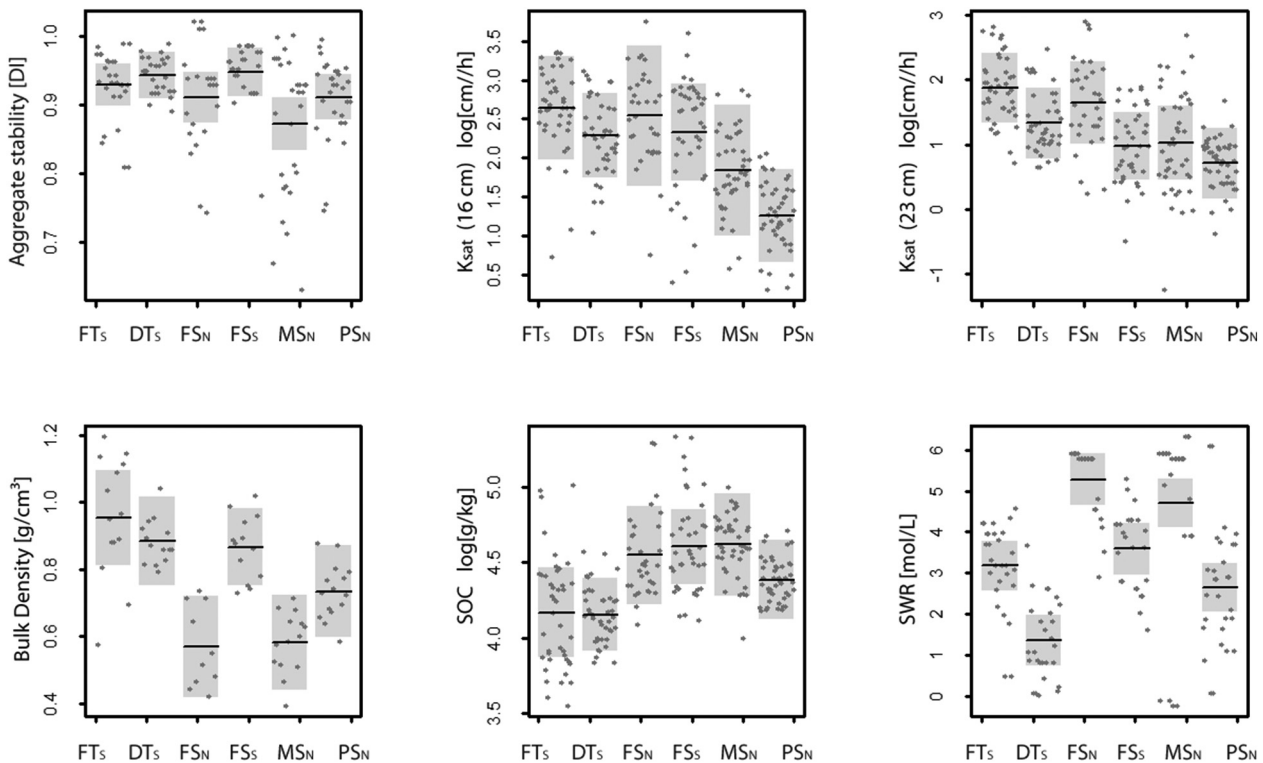 Aggregate stability [DI]
1.0
0.9
0.8
0.7
FTS DTS FSN FSS MSN PSN
Ksat (16 cm) log[cm//h]
3.5
3.0
2.5
2.0
1.5
1.0
0.5
FTS DTS FSN FSS MSN PSN
Ksat (23 cm) log[cm//h]
3
2
1
0
−1
FTS DTS FSN FSS MSN PSN
Bulk Density [g/cm³]
1.2
1.0
0.8
0.6
0.4
FTS DTS FSN FSS MSN PSN
SOC log[g/kg]
5.0
4.5
4.0
3.5
FTS DTS FSN FSS MSN PSN
SWR [mol/L]
6
5
4
3
2
1
0
FTS DTS FSN FSS MSN PSN